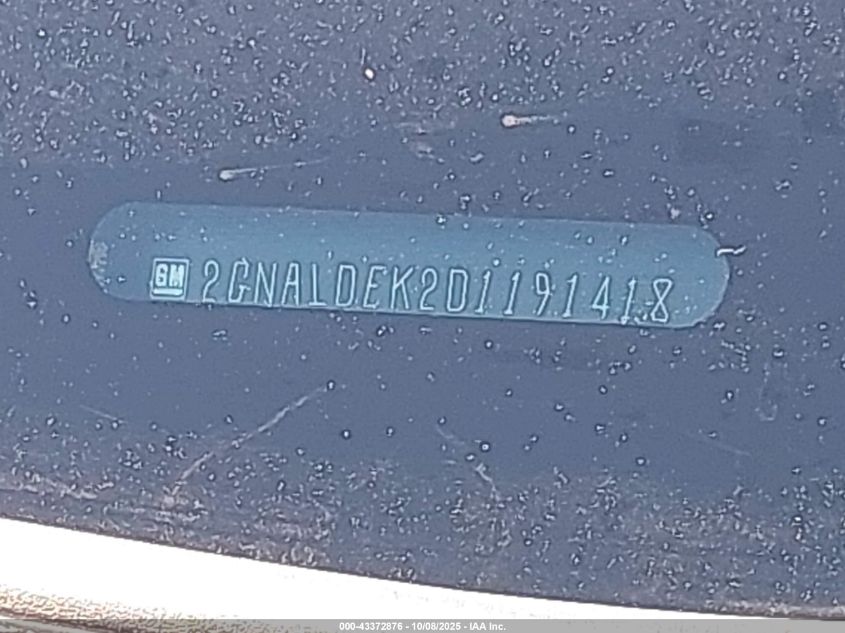 GM 2GNALDEK2D1191418
000-43372876 - 10/08/2025 - IAA Inc.